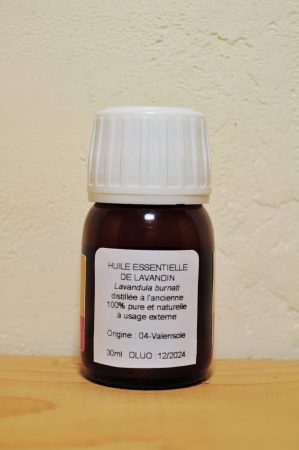 HUILE ESSENTIELLE
DE LAVANDIN
Lavandula burnati
distillée à l'ancienne
100% pure et naturelle
à usage externe
Origine : 04-Valensole
30ml DLUO :12/2024